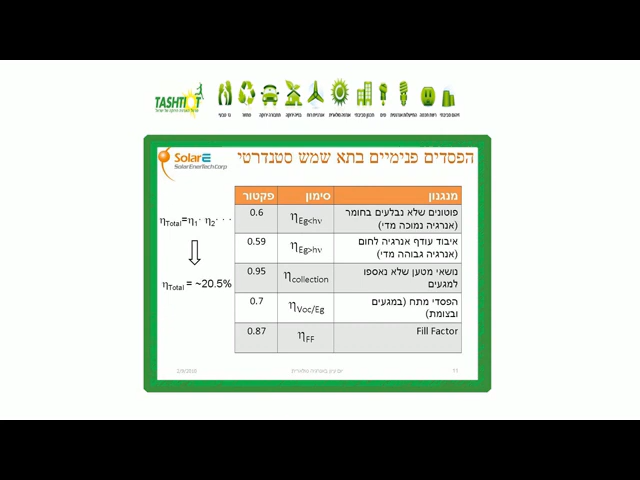 TASHTIOT
הפסדים פנימיים בתא שמש סטנדרטי
SolarE
SolarEnerTech.Corp
מנגנון סימון פקטור
פוטונים שלא נבלעים בחומר (אנרגיה נמוכה מדי) ηEg<hν 0.6
איבוד עודף אנרגיה לחום (אנרגיה גבוהה מדי) ηEg>hν 0.59
נושאי מטען שלא נאספו למגעים ηcollection 0.95
הפסדי מתח (במגעים ובצומת) ηVoc/Eg 0.7
Fill Factor ηFF 0.87
ηTotal=η1· η2· · ·
ηTotal = ~20.5%
11